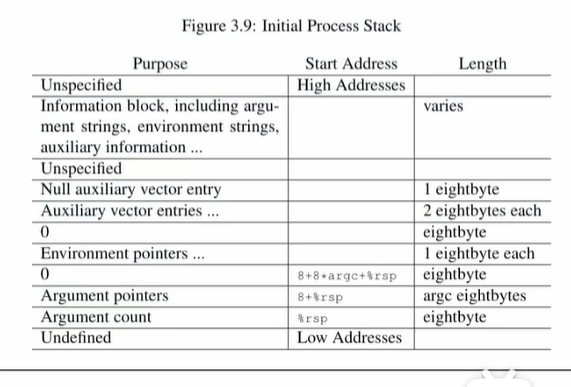 Figure 3.9: Initial Process Stack
Purpose Start Address Length
Unspecified High Addresses
Information block, including argu- varies
ment strings, environment strings,
auxiliary information ...
Unspecified
Null auxiliary vector entry 1 eightbyte
Auxiliary vector entries ... 2 eightbytes each
0 eightbyte
Environment pointers ... 1 eightbyte each
0 8+8*argc+%rsp eightbyte
Argument pointers 8+%rsp argc eightbytes
Argument count %rsp eightbyte
Undefined Low Addresses